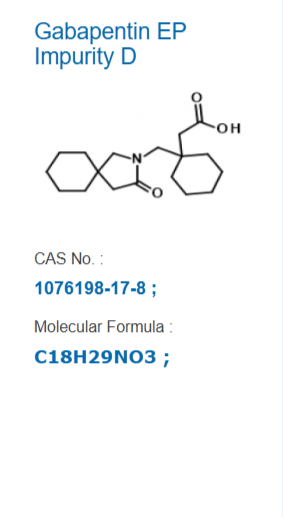 Gabapentin EP
Impurity D
O
OH
N
O
CAS No. :
1076198-17-8 ;
Molecular Formula :
C18H29NO3 ;